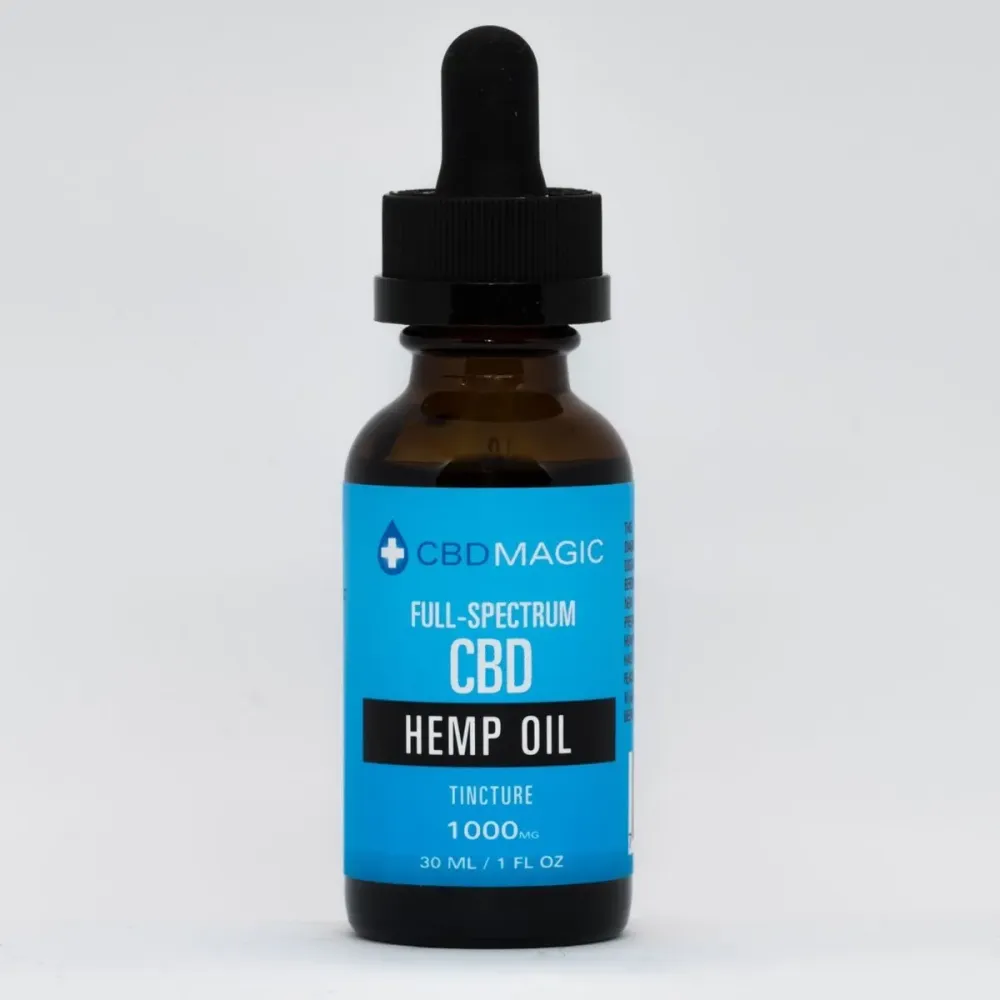 CBDMAGIC
FULL-SPECTRUM
CBD
HEMP OIL
TINCTURE
1000MG
30 ML / 1 FL OZ